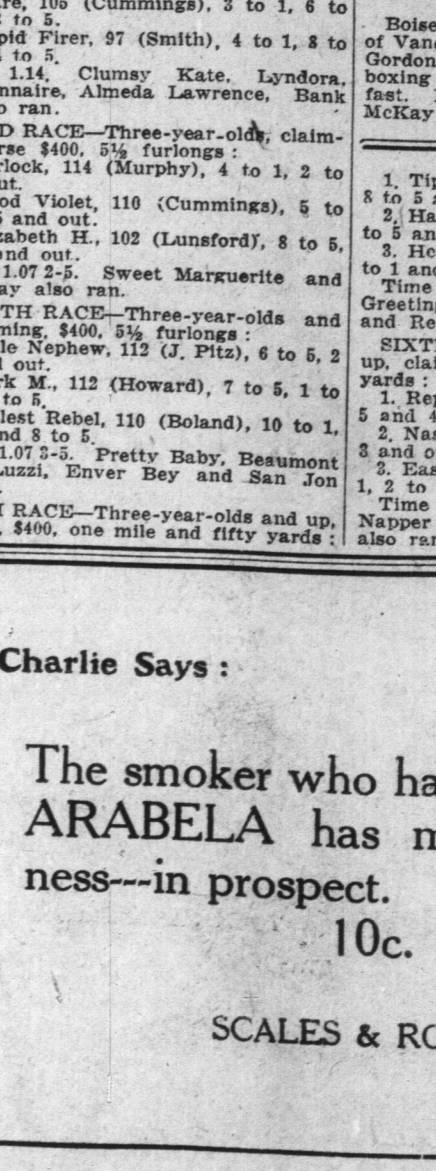 re, 105 (Cummings), 3 to 1, 6 to
to 5.
pid Firer, 97 (Smith), 4 to 1, 8 to
to 5.
1.14, Clumsy Kate, Lyndora,
nnaire, Almeda Lawrence, Bank
o ran.
D RACE—Three-year-olds, claim-
rse $400, 5½ furlongs :
rlock, 114 (Murphy), 4 to 1, 2 to
ut.
od Violet, 110 (Cummings), 5 to
5 and out.
zabeth H., 102 (Lunsford), 8 to 5,
nd out.
1.07 2-5. Sweet Marguerite and
ay also ran.
TH RACE—Three-year-olds and
ming, $400, 5½ furlongs :
le Nephew, 112 (J. Pitz), 6 to 5, 2
l out.
rk M., 112 (Howard), 7 to 5, 1 to
to 5.
lest Rebel, 110 (Boland), 10 to 1,
nd 8 to 5.
1.07 3-5. Pretty Baby, Beaumont
Luzzi, Enver Bey and San Jon
I RACE—Three-year-olds and up,
, $400, one mile and fifty yards :
Boise
of Vanc
Gordon
boxing
fast.
McKay
1. Tip
8 to 5 a
2. Ha
to 5 an
3. Ho
to 1 and
Time
Greeting
and Re
SIXT
up, clai
yards :
1. Rep
5 and 4
2. Nas
3 and o
3. Eas
1, 2 to
Time
Napper
also ran
Charlie Says :
The smoker who ha
ARABELA has m
ness---in prospect.
10c.
SCALES & RO